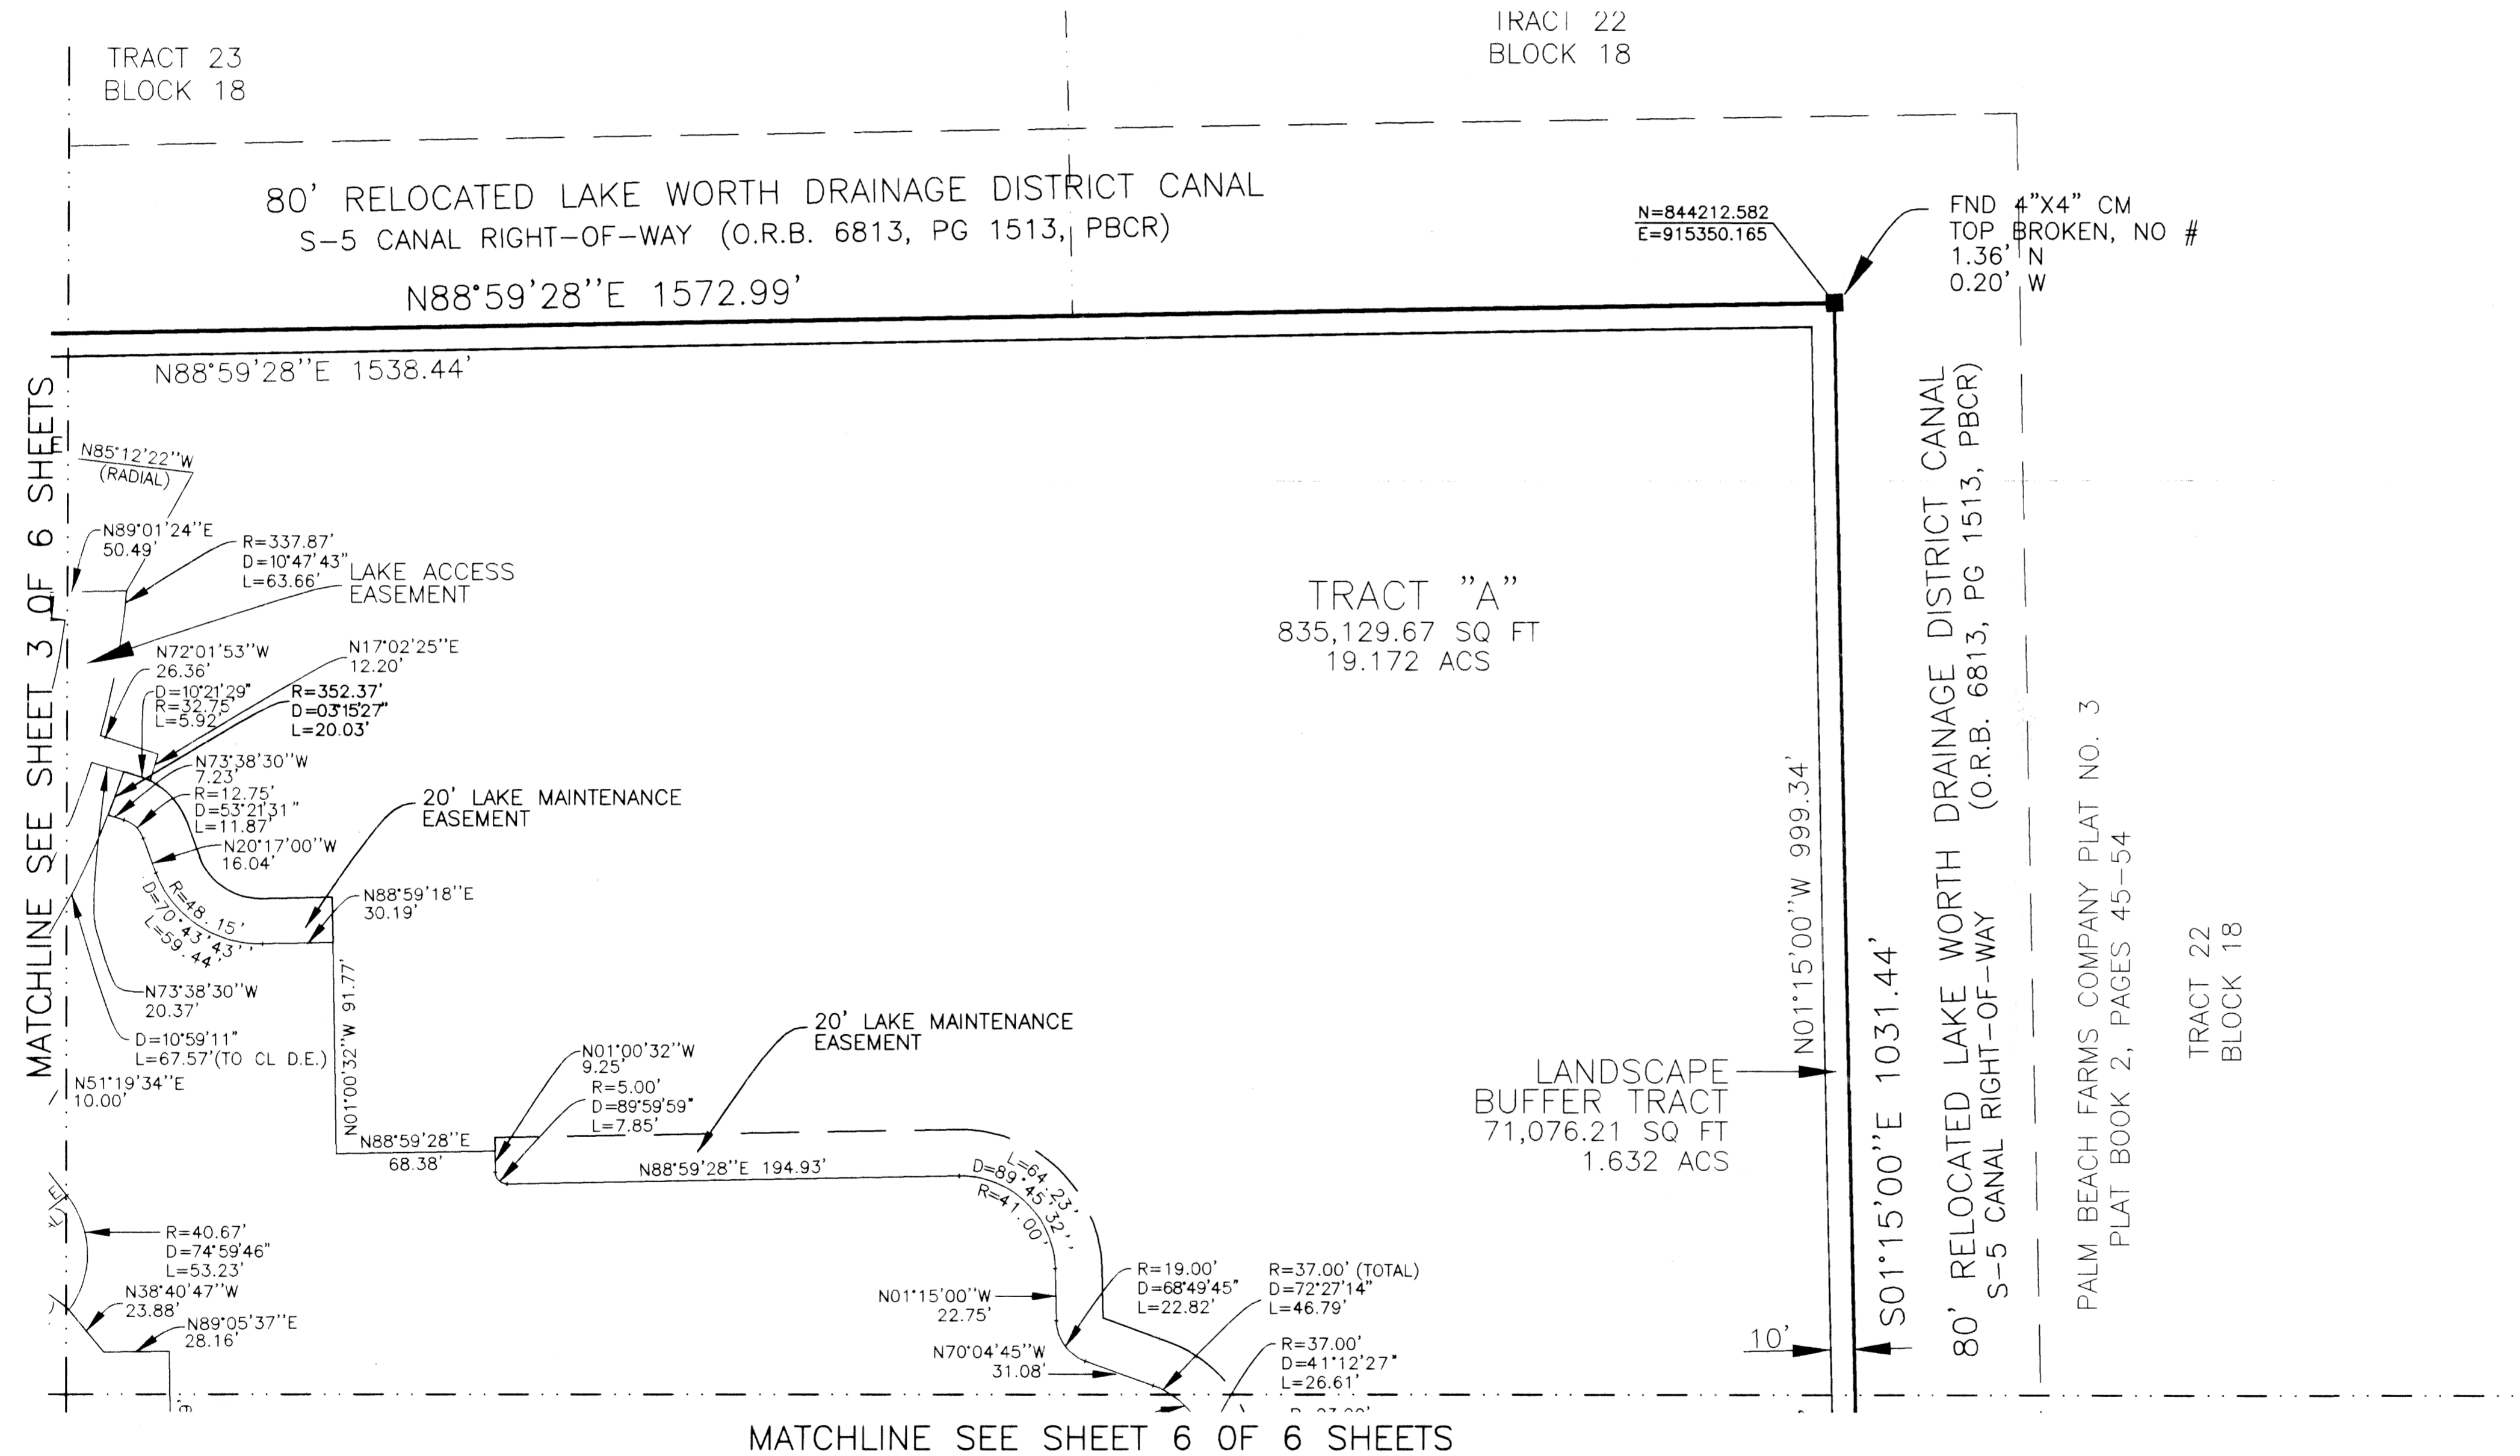 TRACT 23
BLOCK 18
TRACT 22
BLOCK 18
80' RELOCATED LAKE WORTH DRAINAGE DISTRICT CANAL
S-5 CANAL RIGHT-OF-WAY (O.R.B. 6813, PG 1513, PBCR)
N88°59'28"E 1572.99'
N=844212.582
E=915350.165
FND 4"X4" CM
TOP BROKEN, NO #
1.36' N
0.20' W
N88°59'28"E 1538.44'
MATCHLINE SEE SHEET 3 OF 6 SHEETS
N85°12'22"W
(RADIAL)
N89°01'24"E
50.49'
R=337.87'
D=10°47'43"
L=63.66'
LAKE ACCESS
EASEMENT
N72°01'53"W
26.36'
N17°02'25"E
12.20'
D=10°21'29"
R=32.75'
L=5.92'
R=352.37'
D=03°15'27"
L=20.03'
N73°38'30"W
7.23'
R=12.75'
D=53°21'31"
L=11.87'
N20°17'00"W
16.04'
20' LAKE MAINTENANCE
EASEMENT
R=48.15'
D=70°43'43"
L=59.44'
N88°59'18"E
30.19'
N73°38'30"W
20.37'
D=10°59'11"
L=67.57'(TO CL D.E.)
N51°19'34"E
10.00'
N01°00'32"W 91.77'
N88°59'28"E
68.38'
N01°00'32"W
9.25'
R=5.00'
D=89°59'59"
L=7.85'
20' LAKE MAINTENANCE
EASEMENT
N88°59'28"E 194.93'
L=64.23'
D=89°45'32"
R=41.00'
R=40.67'
D=74°59'46"
L=53.23'
N38°40'47"W
23.88'
N89°05'37"E
28.16'
N01°15'00"W
22.75'
R=19.00'
D=68°49'45"
L=22.82'
R=37.00' (TOTAL)
D=72°27'14"
L=46.79'
N70°04'45"W
31.08'
R=37.00'
D=41°12'27"
L=26.61'
TRACT "A"
835,129.67 SQ FT
19.172 ACS
N01°15'00"W 999.34'
LANDSCAPE
BUFFER TRACT
71,076.21 SQ FT
1.632 ACS
10'
S01°15'00"E 1031.44'
80' RELOCATED LAKE WORTH DRAINAGE DISTRICT CANAL
S-5 CANAL RIGHT-OF-WAY (O.R.B. 6813, PG 1513, PBCR)
PALM BEACH FARMS COMPANY PLAT NO. 3
PLAT BOOK 2, PAGES 45-54
TRACT 22
BLOCK 18
MATCHLINE SEE SHEET 6 OF 6 SHEETS